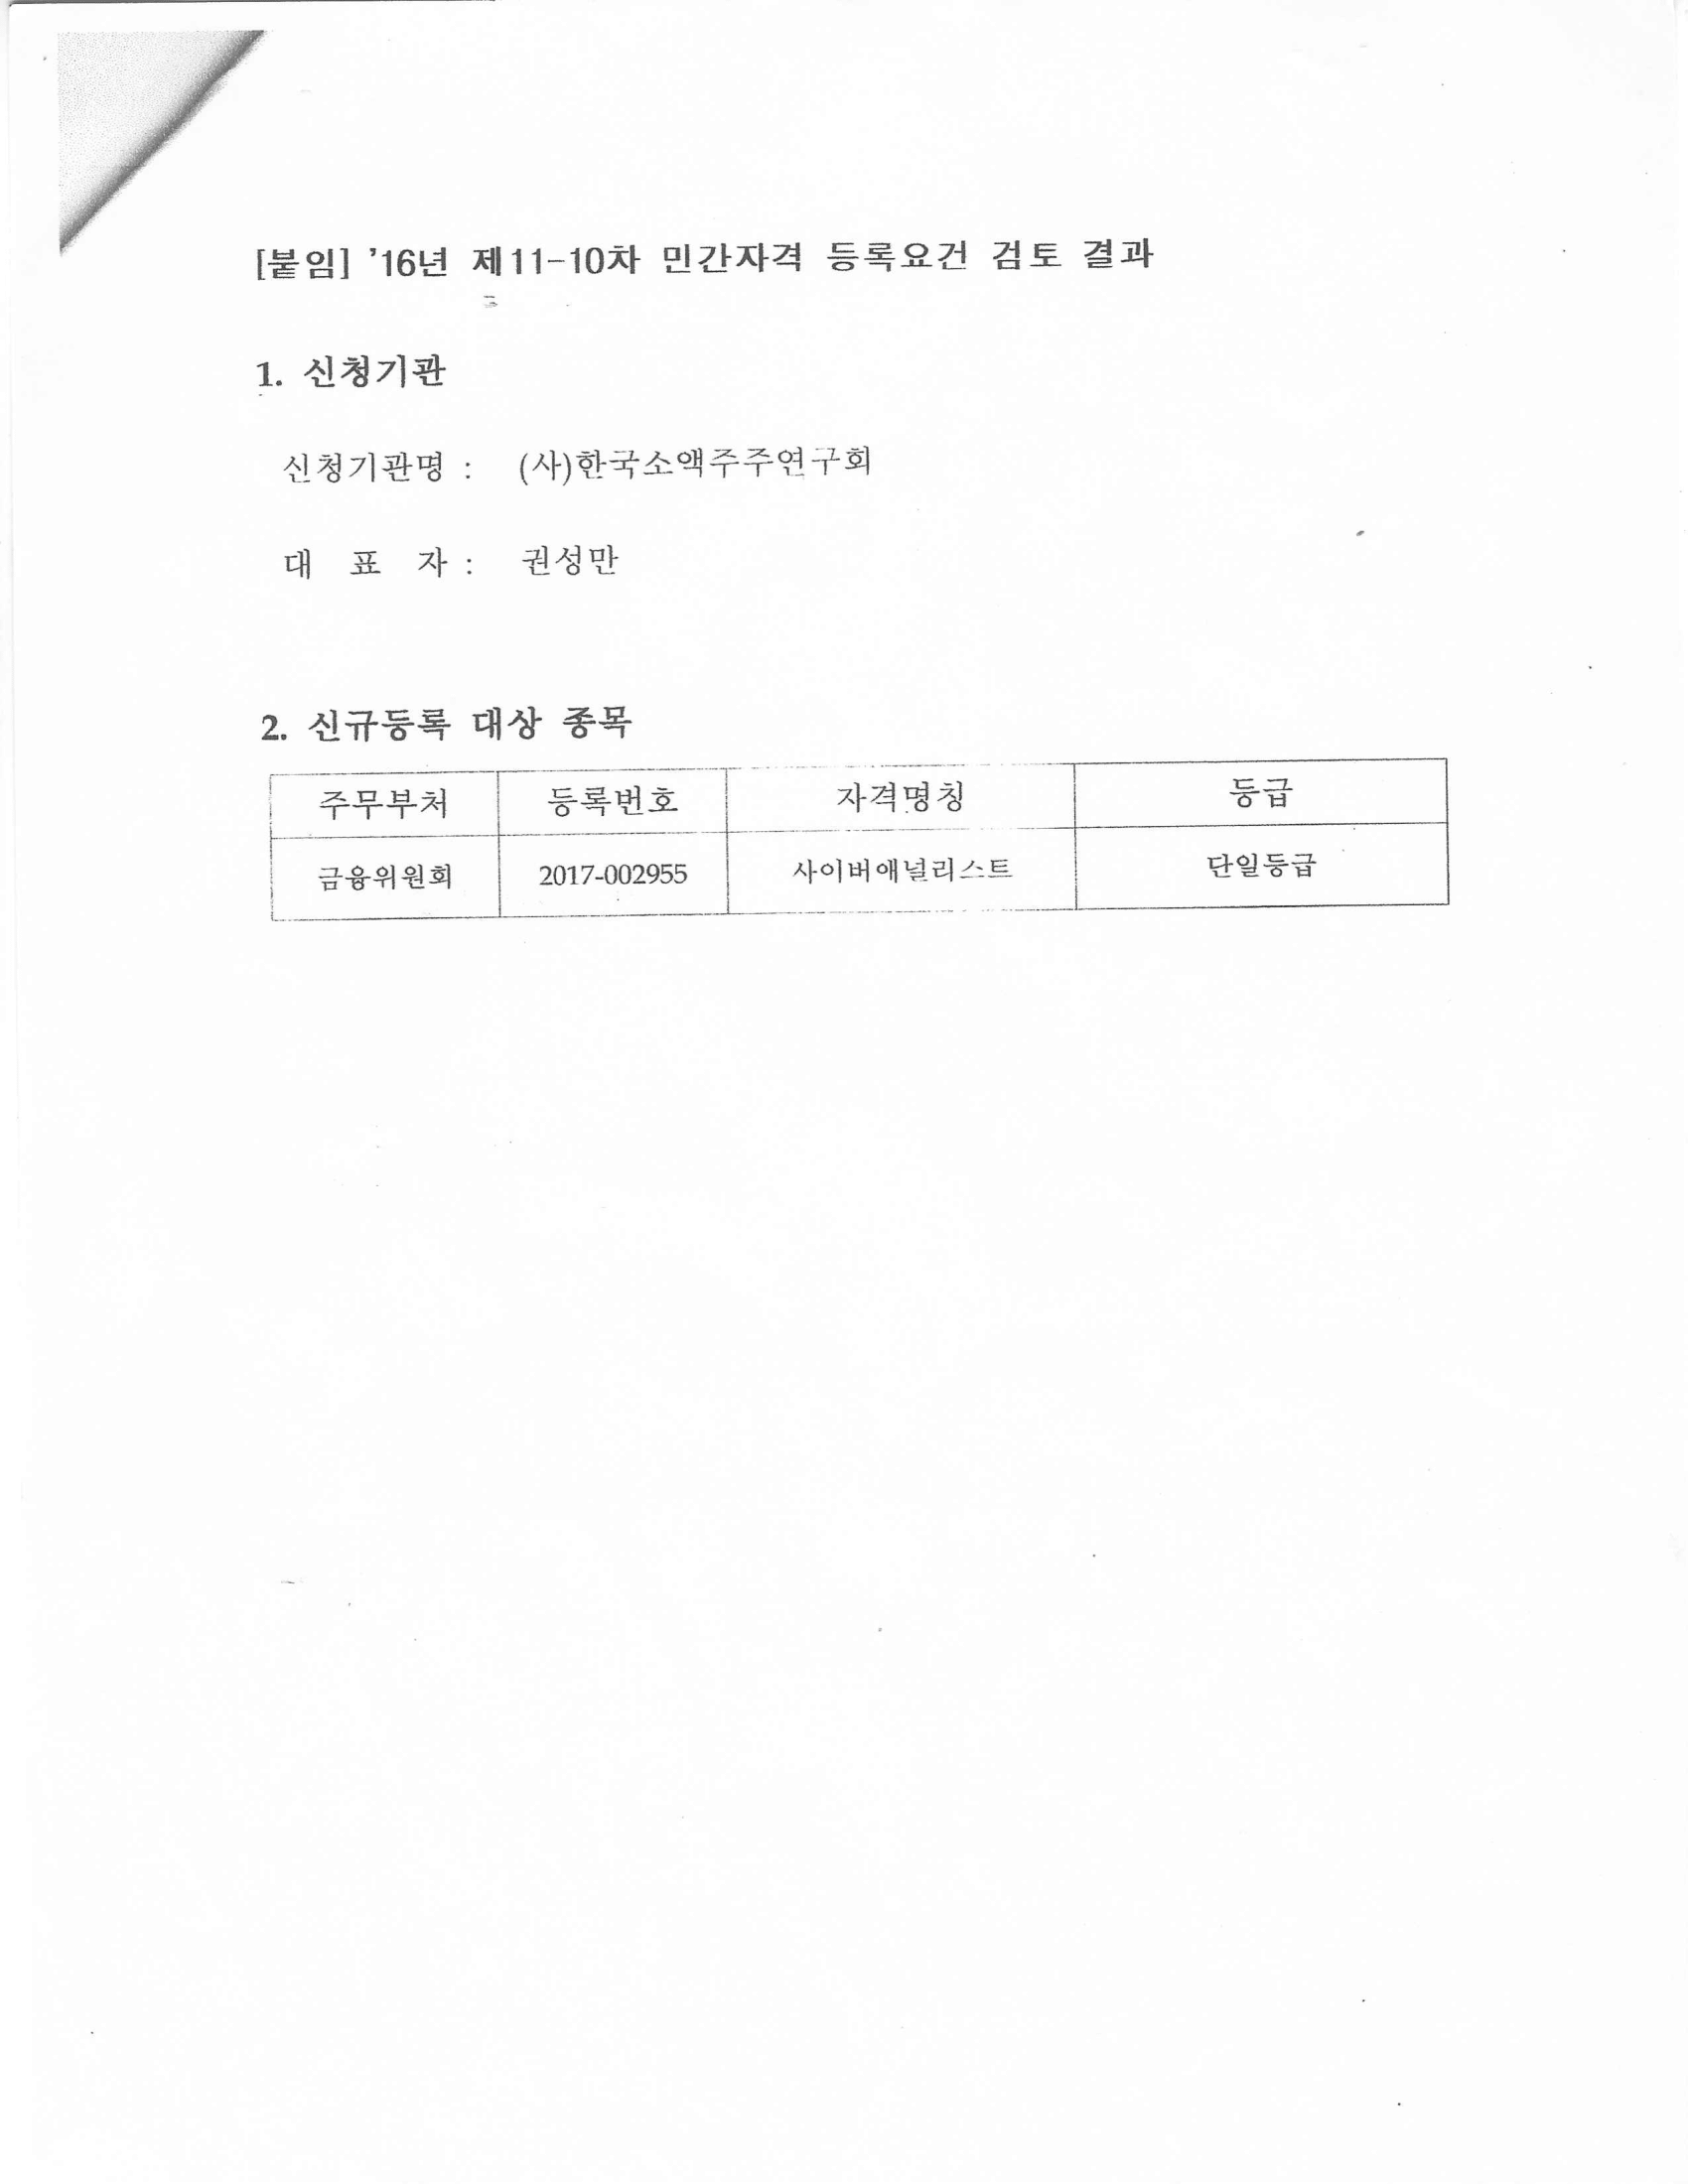 [붙임] '16년 제11-10차 민간자격 등록요건 검토 결과
1. 신청기관
신청기관명 : (사)한국소액주주연구회
대 표 자 : 권성만
2. 신규등록 대상 종목
주무부처 등록번호 자격명칭 등급
금융위원회 2017-002955 사이버애널리스트 단일등급